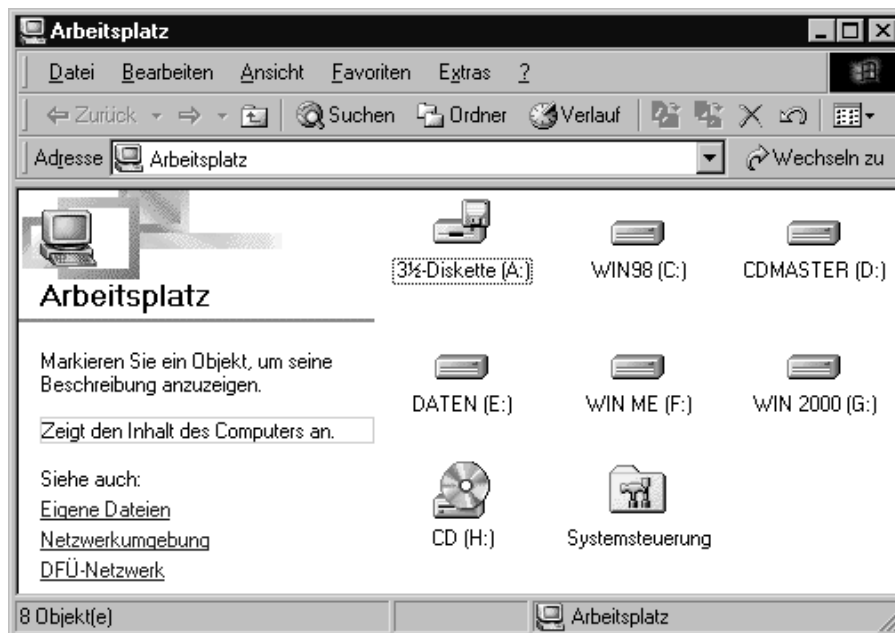 Arbeitsplatz
Datei Bearbeiten Ansicht Favoriten Extras ?
Zurück Suchen Ordner Verlauf
Adresse Arbeitsplatz Wechseln zu
Arbeitsplatz
Markieren Sie ein Objekt, um seine
Beschreibung anzuzeigen.
Zeigt den Inhalt des Computers an.
Siehe auch:
Eigene Dateien
Netzwerkumgebung
DFÜ-Netzwerk
3½-Diskette (A:) WIN98 (C:) CDMASTER (D:)
DATEN (E:) WIN ME (F:) WIN 2000 (G:)
CD (H:) Systemsteuerung
8 Objekt(e) Arbeitsplatz